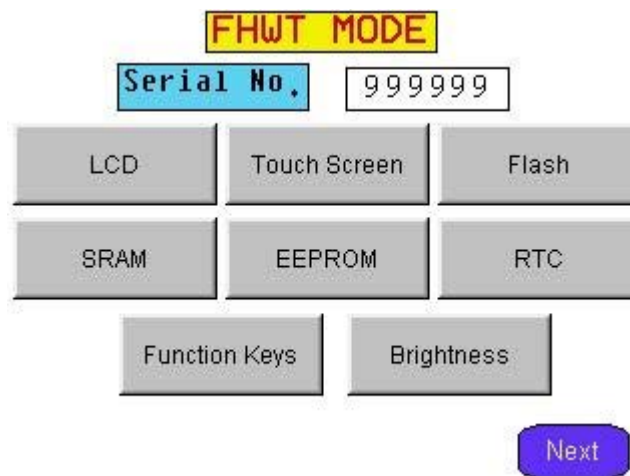 FHWT MODE
Serial No. 999999
LCD Touch Screen Flash
SRAM EEPROM RTC
Function Keys Brightness
Next